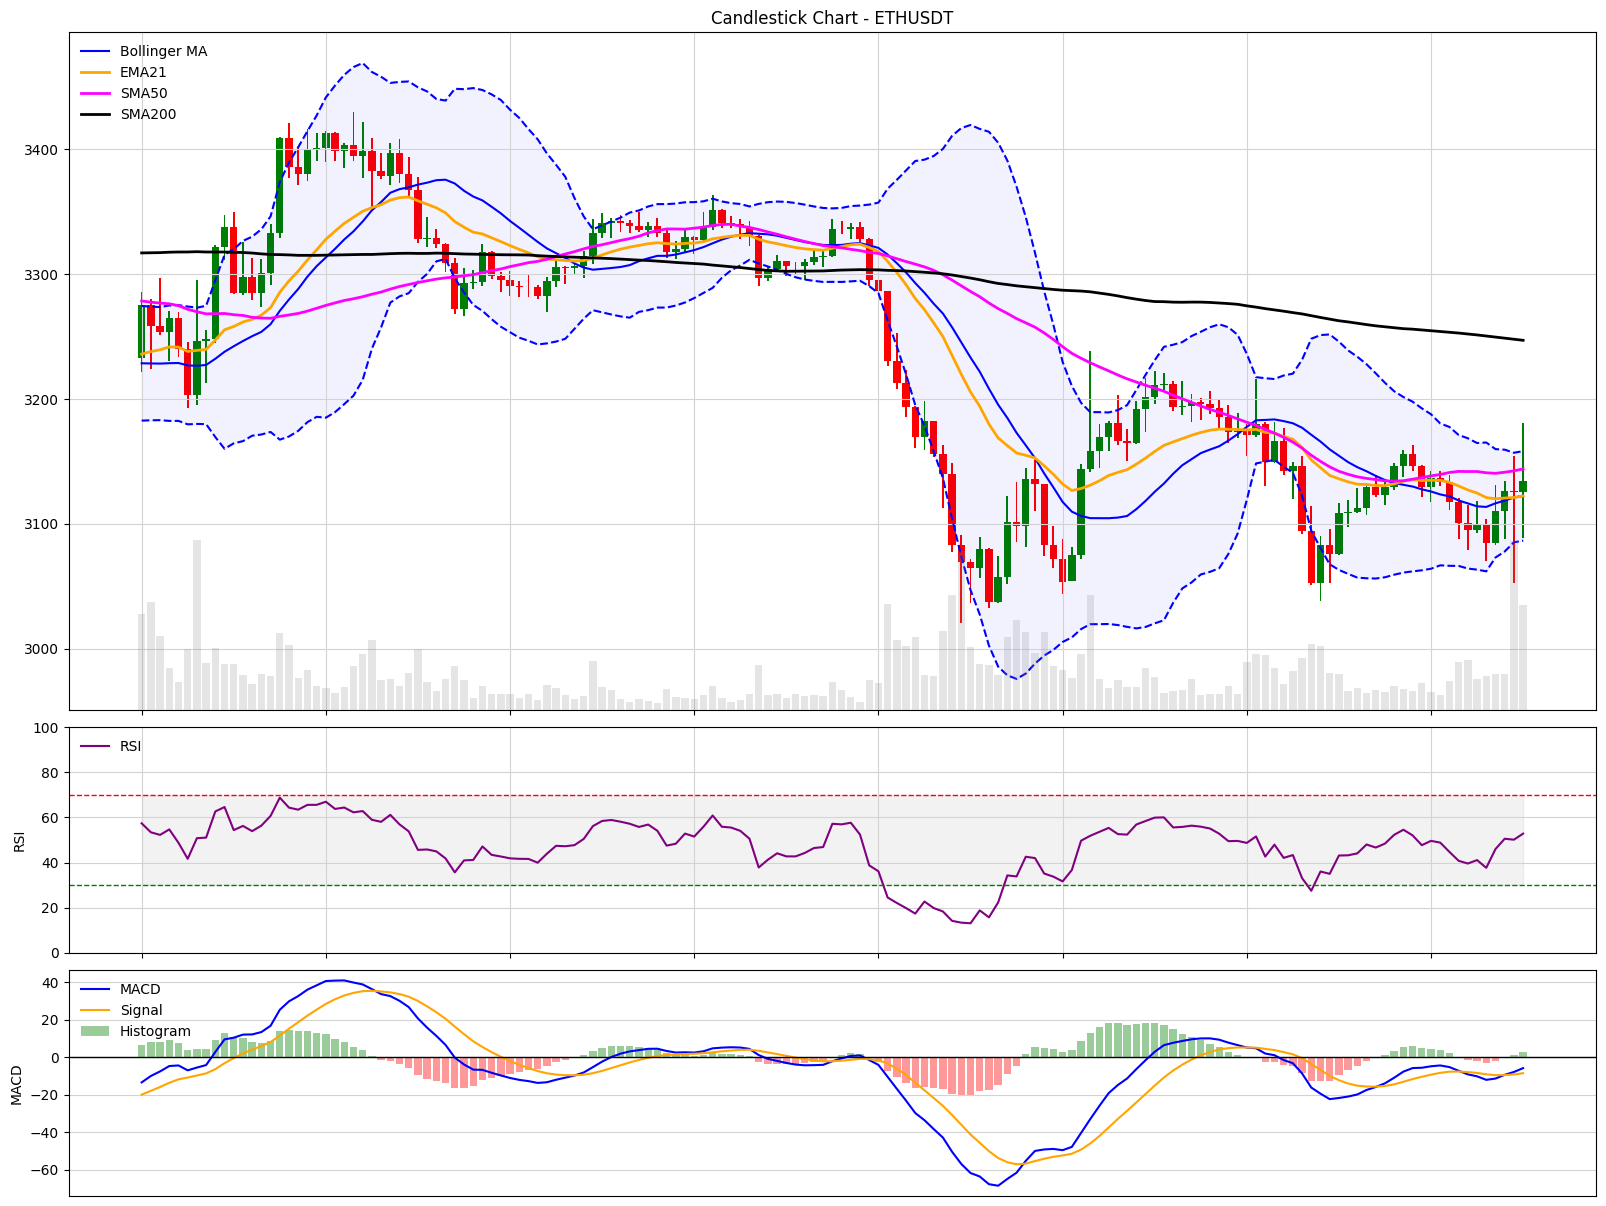 Candlestick Chart - ETHUSDT
Bollinger MA
EMA21
SMA50
SMA200
3400
3300
3200
3100
3000
RSI
100
80
60
40
20
0
RSI
MACD
Signal
Histogram
40
20
0
−20
−40
−60
MACD